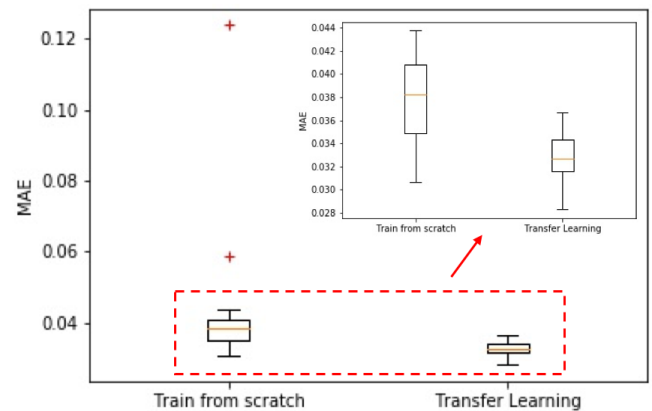 MAE
0.12
0.10
0.08
0.06
0.04
Train from scratch
Transfer Learning
MAE
0.044
0.042
0.040
0.038
0.036
0.034
0.032
0.030
0.028
Train from scratch
Transfer Learning